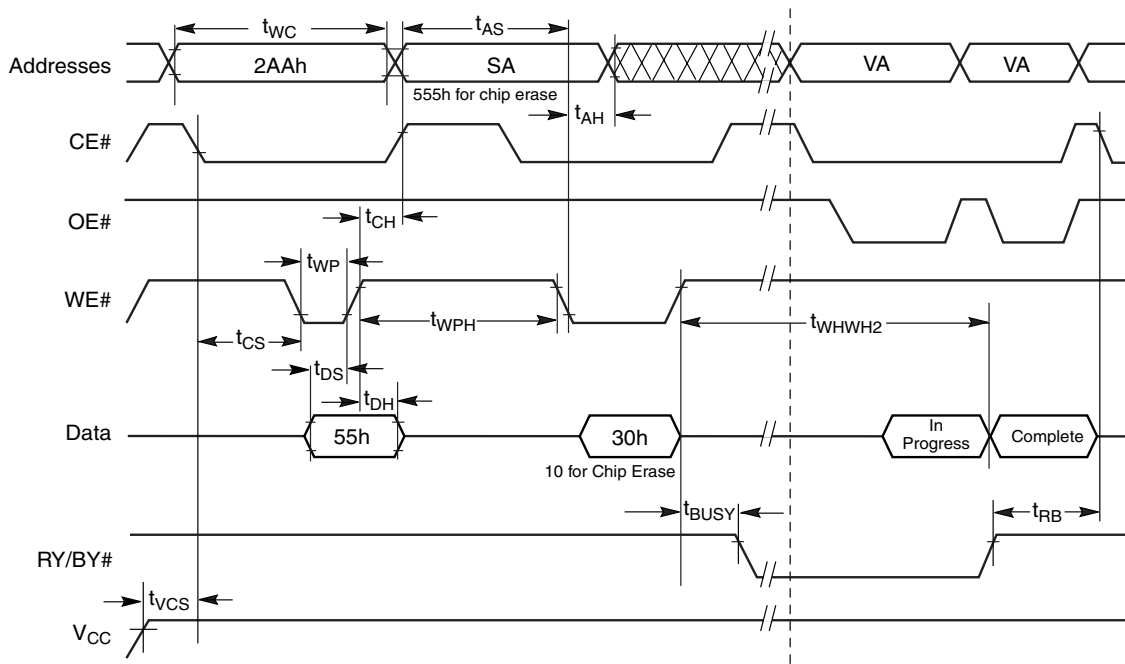 tWC
tAS
Addresses
2AAh
SA
VA
VA
555h for chip erase
tAH
CE#
OE#
tCH
tWP
WE#
tWPH
tWHWH2
tCS
tDS
tDH
Data
55h
30h
In
Progress
Complete
10 for Chip Erase
tBUSY
tRB
RY/BY#
tVCS
VCC